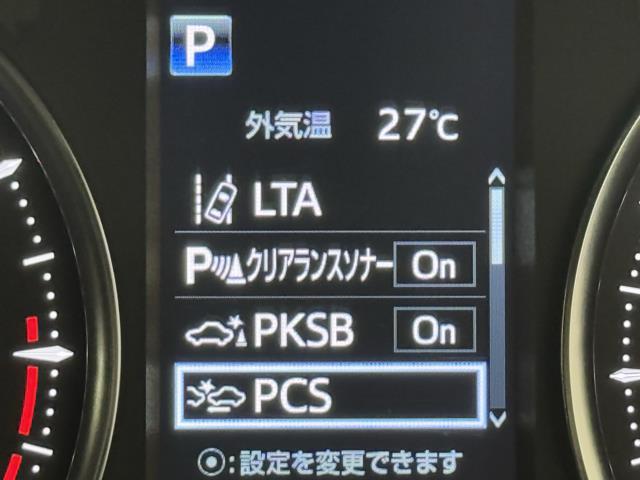 P
外気温 27℃
LTA
Pクリアランスソナー On
PKSB On
PCS
⦿:設定を変更できます